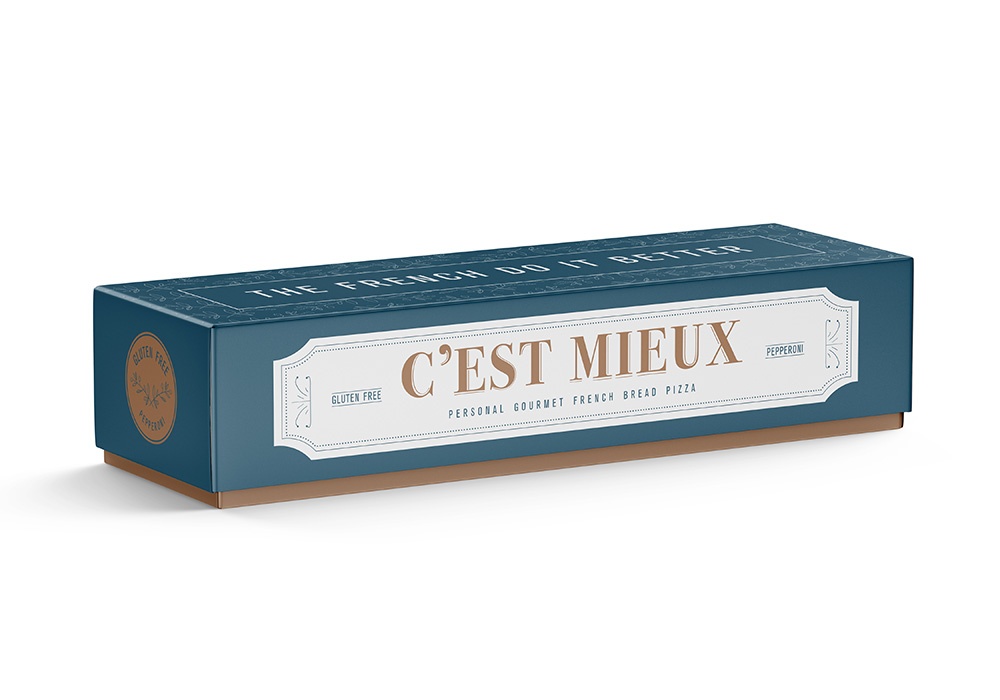 THE FRENCH DO IT BETTER
GLUTEN FREE
PEPPERONI
GLUTEN FREE
C'EST MIEUX
PEPPERONI
PERSONAL GOURMET FRENCH BREAD PIZZA